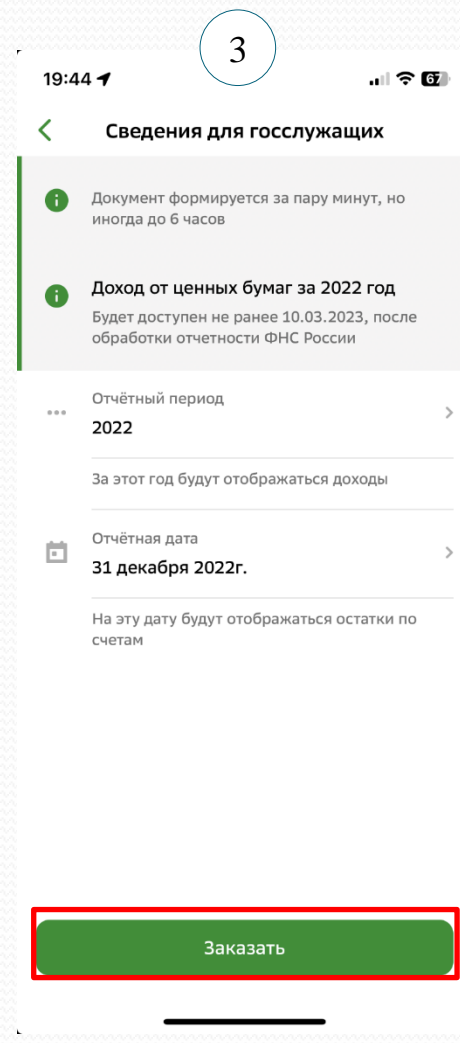 3
19:44
67
Сведения для госслужащих
Документ формируется за пару минут, но
иногда до 6 часов
Доход от ценных бумаг за 2022 год
Будет доступен не ранее 10.03.2023, после
обработки отчетности ФНС России
Отчётный период
2022
За этот год будут отображаться доходы
Отчётная дата
31 декабря 2022г.
На эту дату будут отображаться остатки по
счетам
Заказать